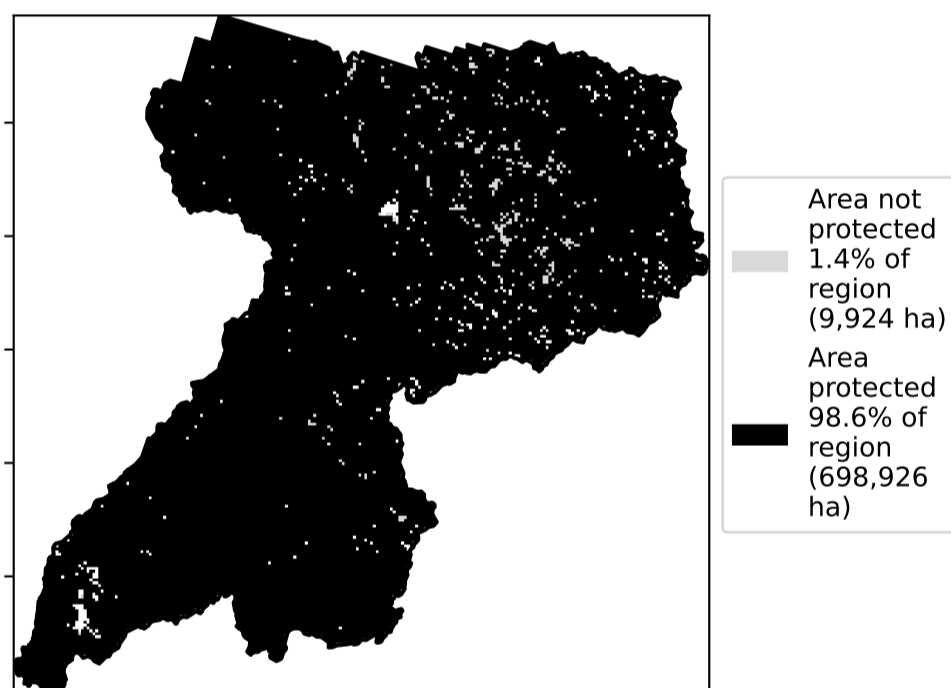 Area not
protected
1.4% of
region
(9,924 ha)
Area
protected
98.6% of
region
(698,926
ha)